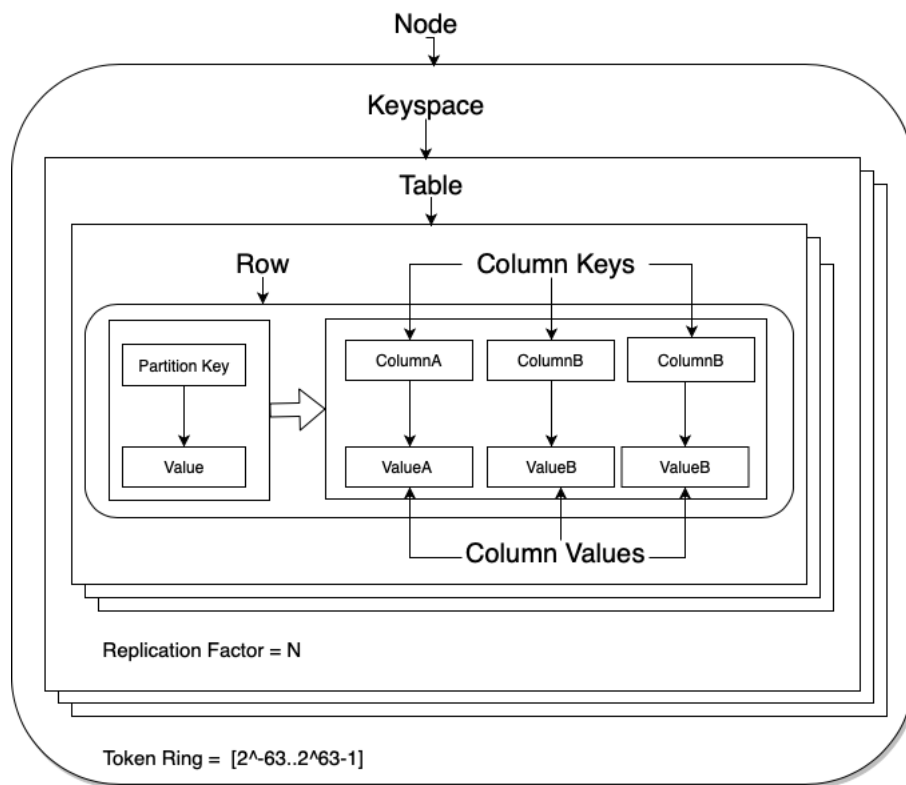 Node
Keyspace
Table
Row
Column Keys
Partition Key
ColumnA
ColumnB
ColumnB
Value
ValueA
ValueB
ValueB
Column Values
Replication Factor = N
Token Ring =  [2^-63..2^63-1]